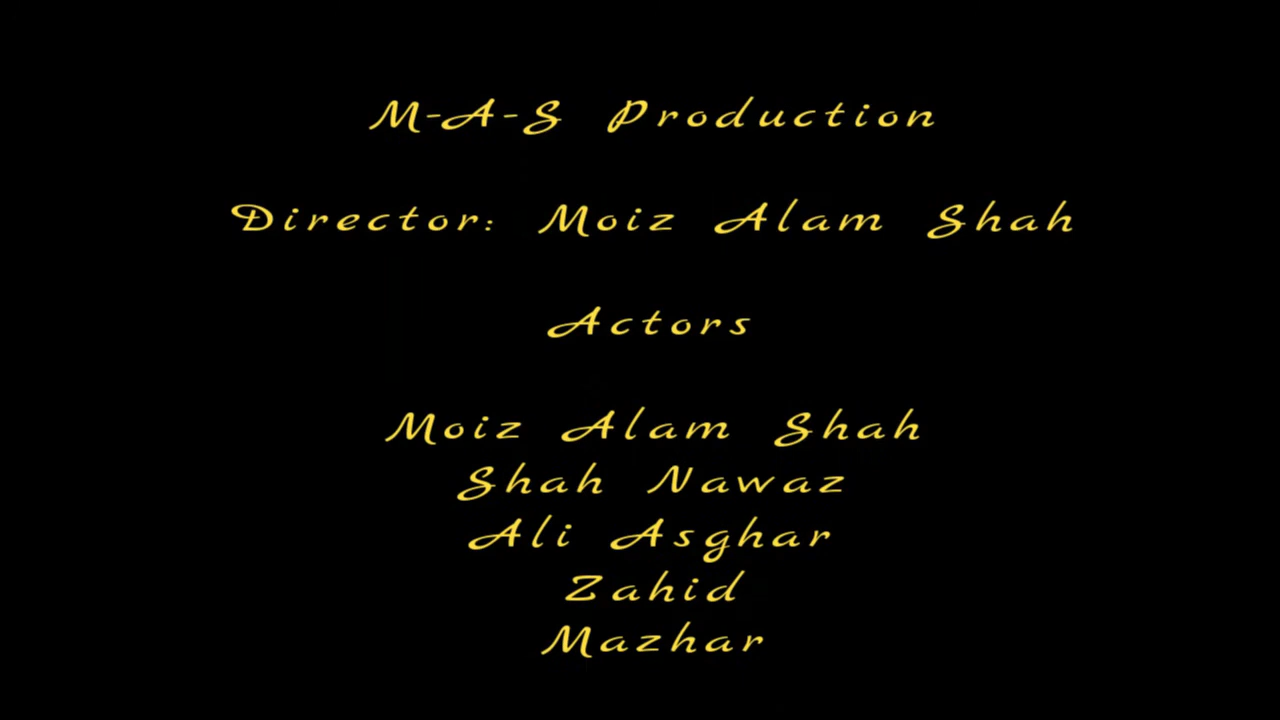 M-A-S Production
Director: Moiz Alam Shah
Actors
Moiz Alam Shah
Shah Nawaz
Ali Asghar
Zahid
Mazhar